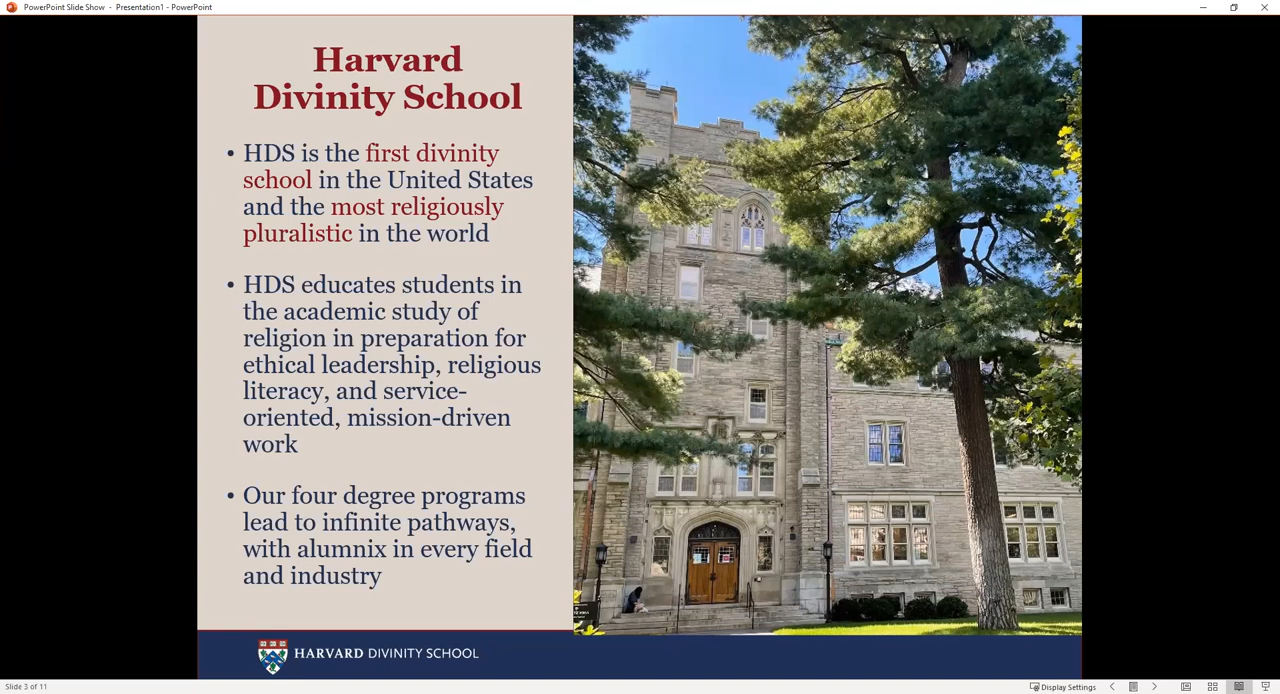 PowerPoint Slide Show - Presentation1 - PowerPoint
Harvard
Divinity School
• HDS is the first divinity
school in the United States
and the most religiously
pluralistic in the world
• HDS educates students in
the academic study of
religion in preparation for
ethical leadership, religious
literacy, and service-
oriented, mission-driven
work
• Our four degree programs
lead to infinite pathways,
with alumnix in every field
and industry
HARVARD DIVINITY SCHOOL
Slide 3 of 11
Display Settings